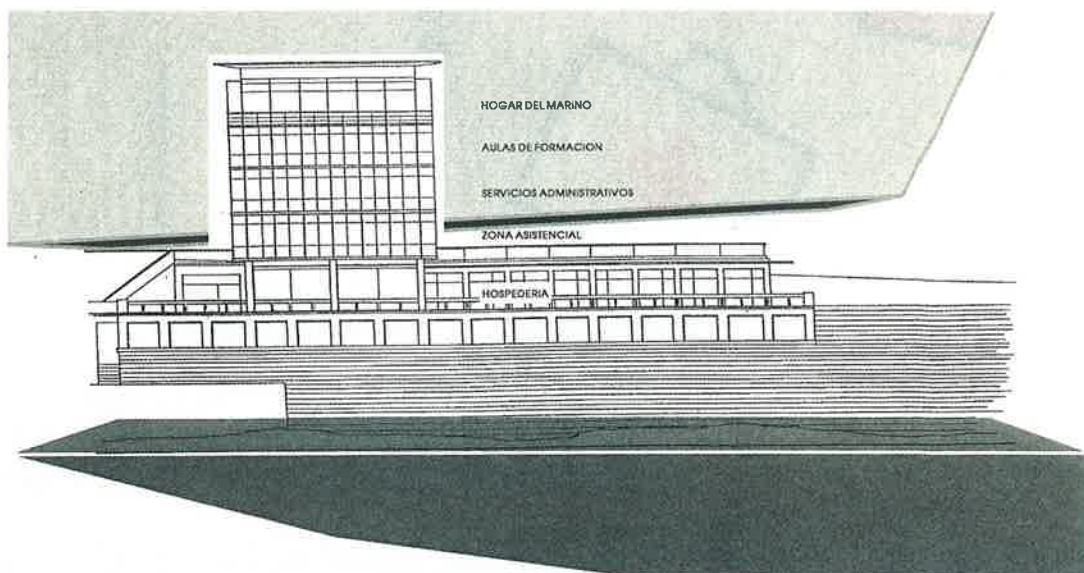 HOGAR DEL MARINO
AULAS DE FORMACION
SERVICIOS ADMINISTRATIVOS
ZONA ASISTENCIAL
HOSPEDERIA